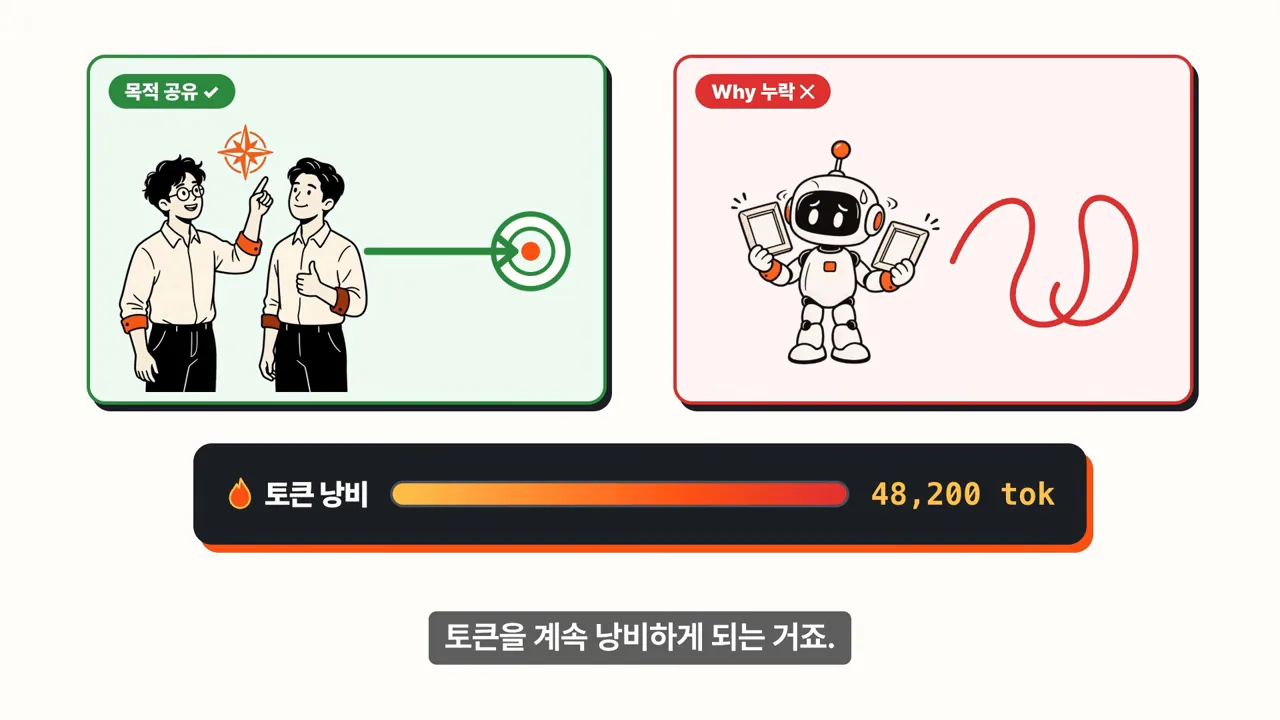 목적 공유 ✓
Why 누락 ✕
토큰 낭비
48,200 tok
토큰을 계속 낭비하게 되는 거죠.